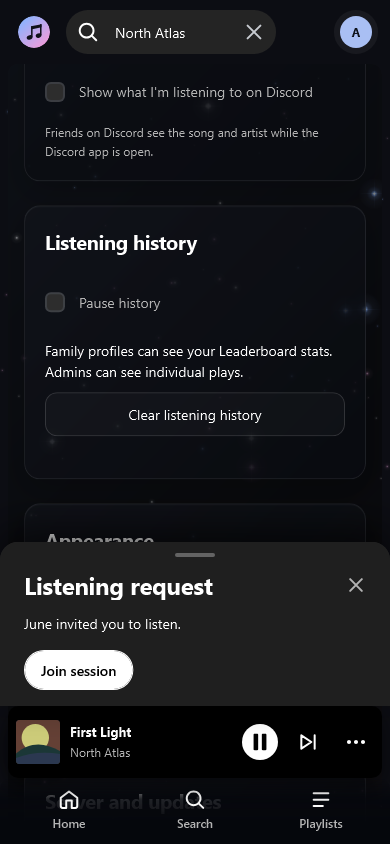 North Atlas
A
Show what I'm listening to on Discord
Friends on Discord see the song and artist while the
Discord app is open.
Listening history
Pause history
Family profiles can see your Leaderboard stats.
Admins can see individual plays.
Clear listening history
Appearance
Listening request
June invited you to listen.
Join session
First Light
North Atlas
Server and updates
Home
Search
Playlists